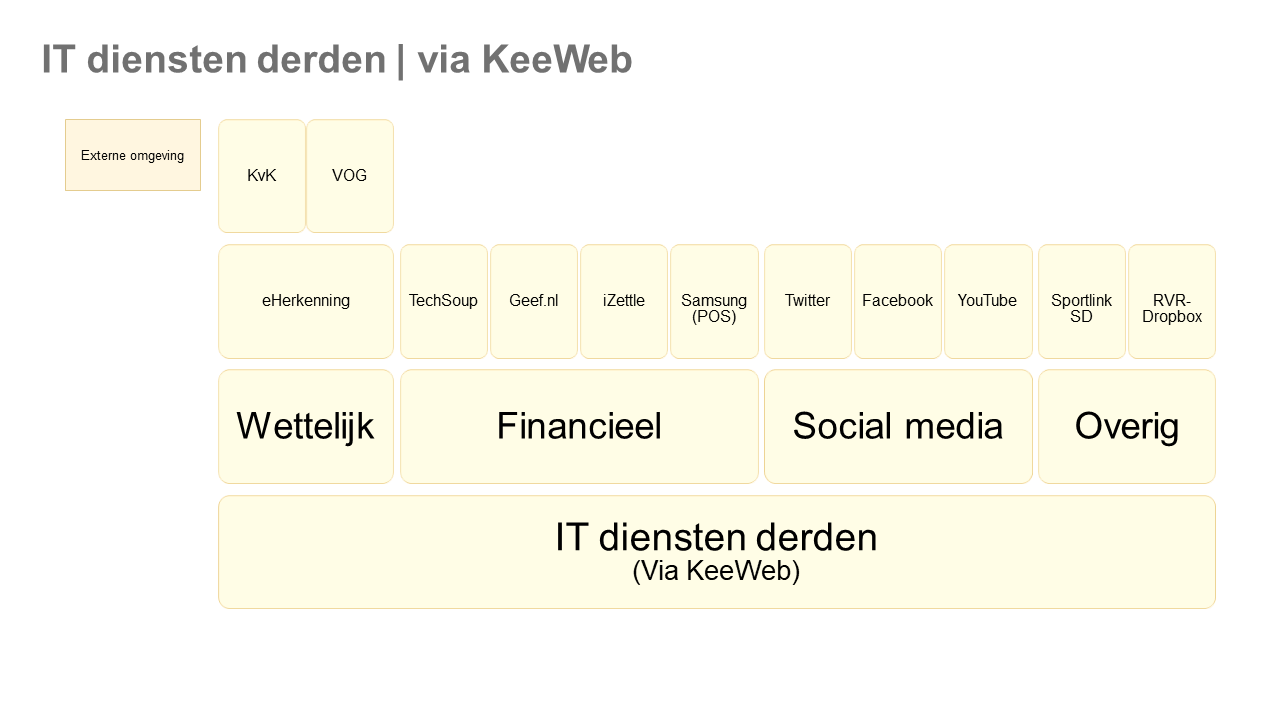 IT diensten derden | via KeeWeb
Externe omgeving
KvK
VOG
eHerkenning
TechSoup
Geef.nl
iZettle
Samsung
(POS)
Twitter
Facebook
YouTube
Sportlink
SD
RVR-
Dropbox
Wettelijk
Financieel
Social media
Overig
IT diensten derden
(Via KeeWeb)